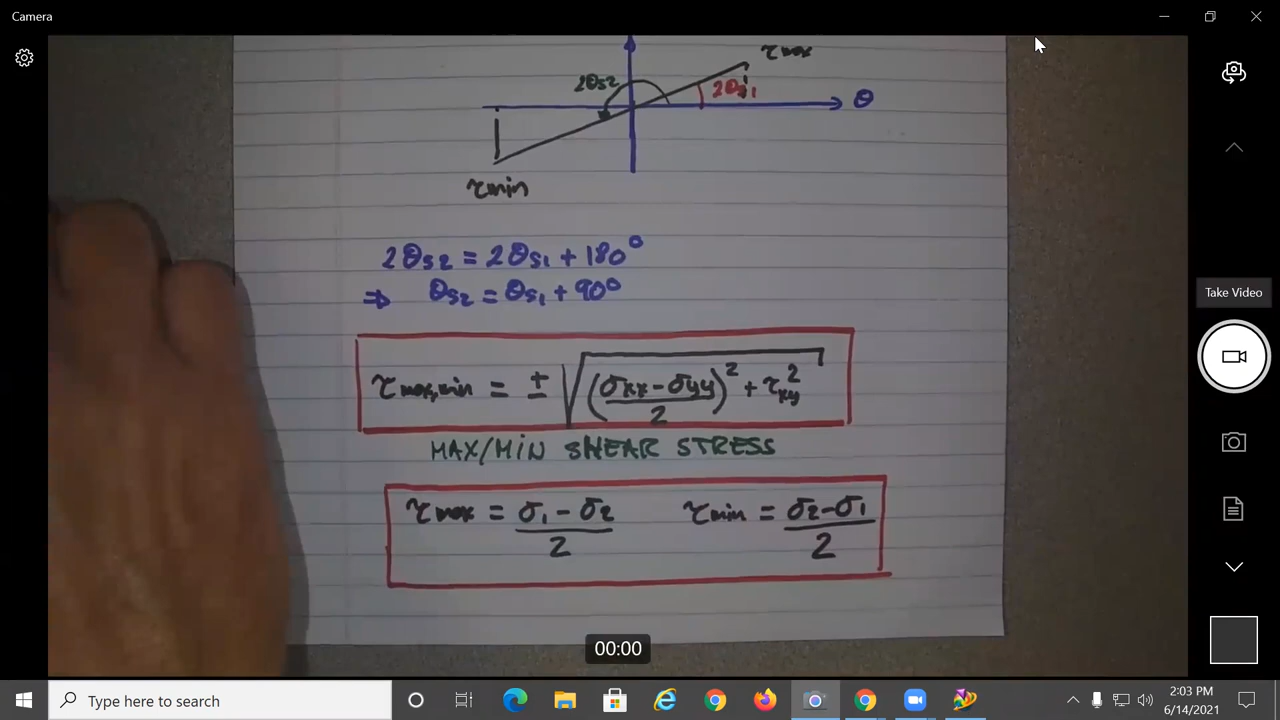 Camera
τmax
2θs2
2θs1
θ
τmin
2θs2 = 2θs1 + 180°
⇒ θs2 = θs1 + 90°
τmax,min = ± √((σxx - σyy)/2)² + τxy²
MAX/MIN SHEAR STRESS
τmax = (σ1 - σ2)/2 τmin = (σ2 - σ1)/2
Take Video
00:00
Type here to search
2:03 PM
6/14/2021